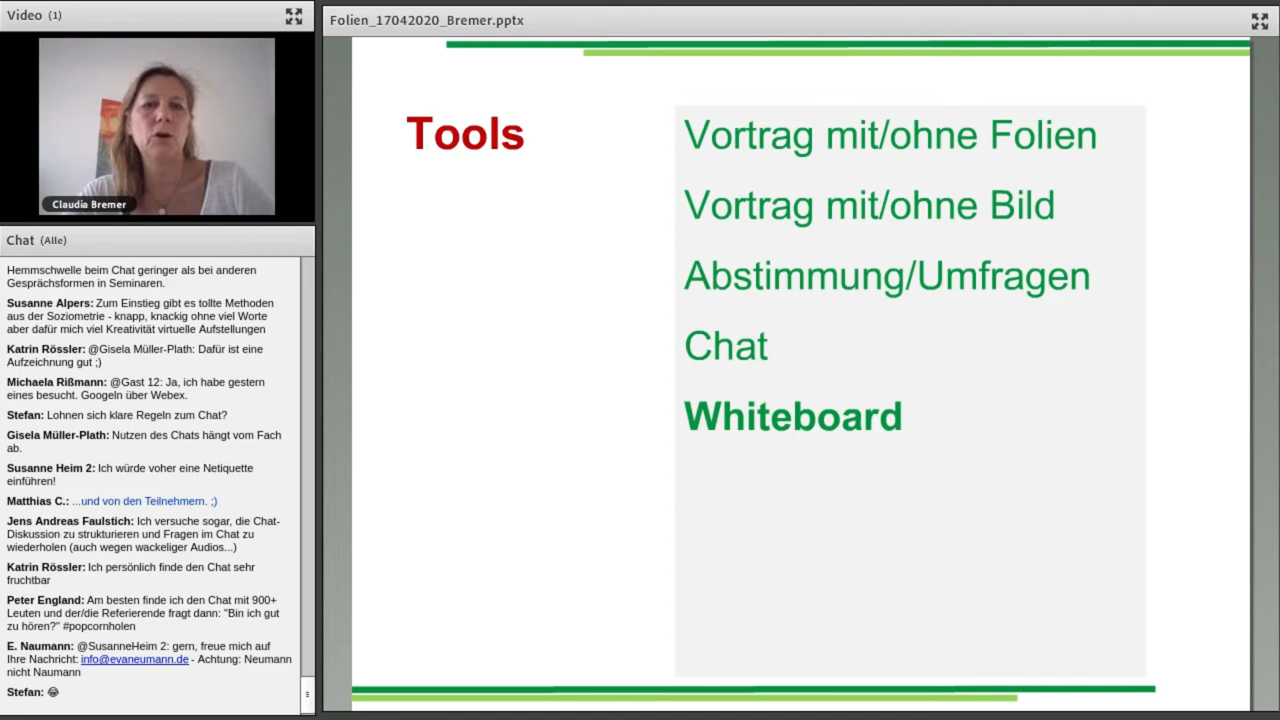 Video (1)
Claudia Bremer
Chat (Alle)
Hemmschwelle beim Chat geringer als bei anderen
Gesprächsformen in Seminaren.
Susanne Alpers: Zum Einstieg gibt es tollte Methoden
aus der Soziometrie - knapp, knackig ohne viel Worte
aber dafür mich viel Kreativität virtuelle Aufstellungen
Katrin Rössler: @Gisela Müller-Plath: Dafür ist eine
Aufzeichnung gut ;)
Michaela Rißmann: @Gast 12: Ja, ich habe gestern
eines besucht. Googeln über Webex.
Stefan: Lohnen sich klare Regeln zum Chat?
Gisela Müller-Plath: Nutzen des Chats hängt vom Fach
ab.
Susanne Heim 2: Ich würde voher eine Netiquette
einführen!
Matthias C.: ...und von den Teilnehmern. ;)
Jens Andreas Faulstich: Ich versuche sogar, die Chat-
Diskussion zu strukturieren und Fragen im Chat zu
wiederholen (auch wegen wackeliger Audios...)
Katrin Rössler: Ich persönlich finde den Chat sehr
fruchtbar
Peter England: Am besten finde ich den Chat mit 900+
Leuten und der/die Referierende fragt dann: "Bin ich gut
zu hören?" #popcornholen
E. Naumann: @SusanneHeim 2: gern, freue mich auf
Ihre Nachricht: info@evaneumann.de - Achtung: Neumann
nicht Naumann
Stefan: 😂
Folien_17042020_Bremer.pptx
Tools
Vortrag mit/ohne Folien
Vortrag mit/ohne Bild
Abstimmung/Umfragen
Chat
Whiteboard